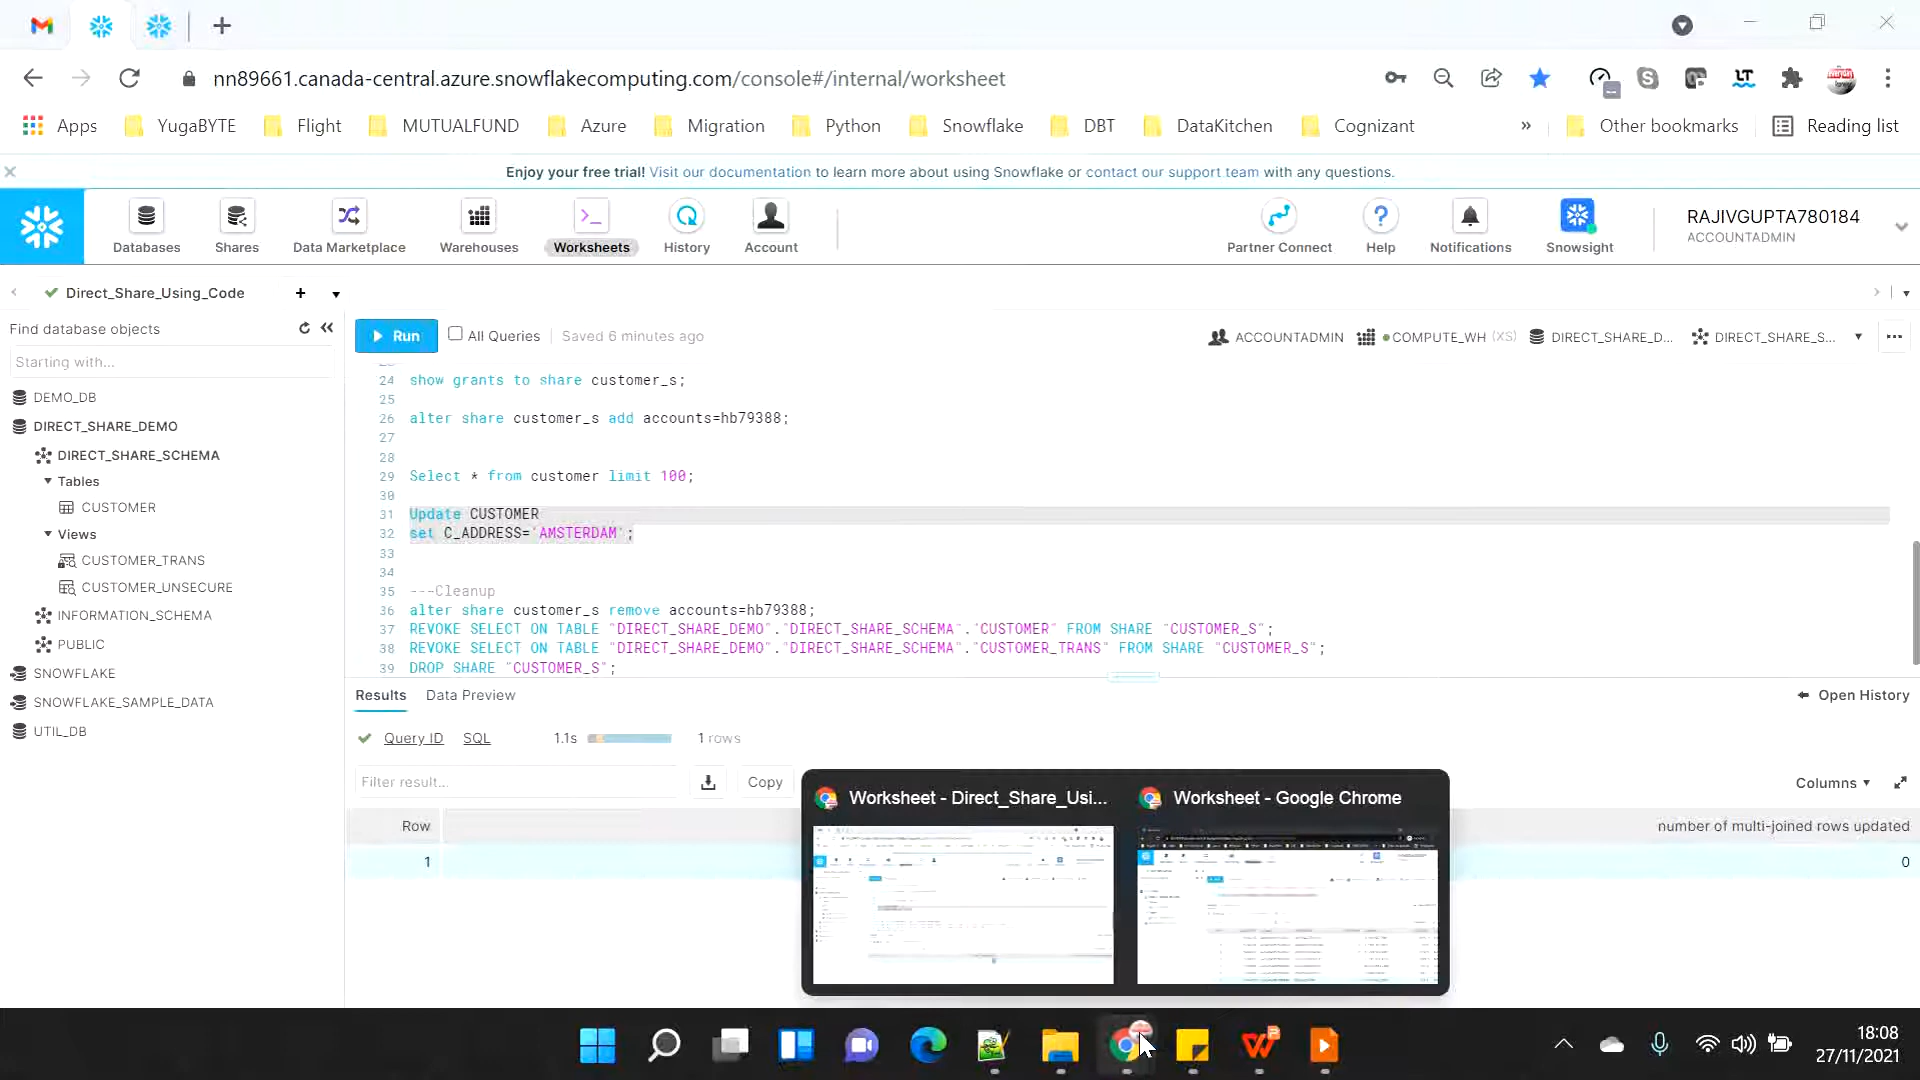 nn89661.canada-central.azure.snowflakecomputing.com/console#/internal/worksheet
Apps YugaBYTE Flight MUTUALFUND Azure Migration Python Snowflake DBT DataKitchen Cognizant » Other bookmarks Reading list
Enjoy your free trial! Visit our documentation to learn more about using Snowflake or contact our support team with any questions.
Databases Shares Data Marketplace Warehouses Worksheets History Account Partner Connect Help Notifications Snowsight
RAJIVGUPTA780184
ACCOUNTADMIN
Direct_Share_Using_Code
Find database objects
Starting with...
DEMO_DB
DIRECT_SHARE_DEMO
DIRECT_SHARE_SCHEMA
Tables
CUSTOMER
Views
CUSTOMER_TRANS
CUSTOMER_UNSECURE
INFORMATION_SCHEMA
PUBLIC
SNOWFLAKE
SNOWFLAKE_SAMPLE_DATA
UTIL_DB
Run All Queries Saved 6 minutes ago ACCOUNTADMIN COMPUTE_WH (XS) DIRECT_SHARE_D... DIRECT_SHARE_S...
24 show grants to share customer_s;
25
26 alter share customer_s add accounts=hb79388;
27
28
29 Select * from customer limit 100;
30
31 Update CUSTOMER
32 set C_ADDRESS='AMSTERDAM';
33
34
35 ---Cleanup
36 alter share customer_s remove accounts=hb79388;
37 REVOKE SELECT ON TABLE "DIRECT_SHARE_DEMO"."DIRECT_SHARE_SCHEMA"."CUSTOMER" FROM SHARE "CUSTOMER_S";
38 REVOKE SELECT ON TABLE "DIRECT_SHARE_DEMO"."DIRECT_SHARE_SCHEMA"."CUSTOMER_TRANS" FROM SHARE "CUSTOMER_S";
39 DROP SHARE "CUSTOMER_S";
Results Data Preview Open History
Query ID SQL 1.1s 1 rows
Filter result... Copy Columns
Row number of multi-joined rows updated
1 0
Worksheet - Direct_Share_Usi... Worksheet - Google Chrome
18:08
27/11/2021